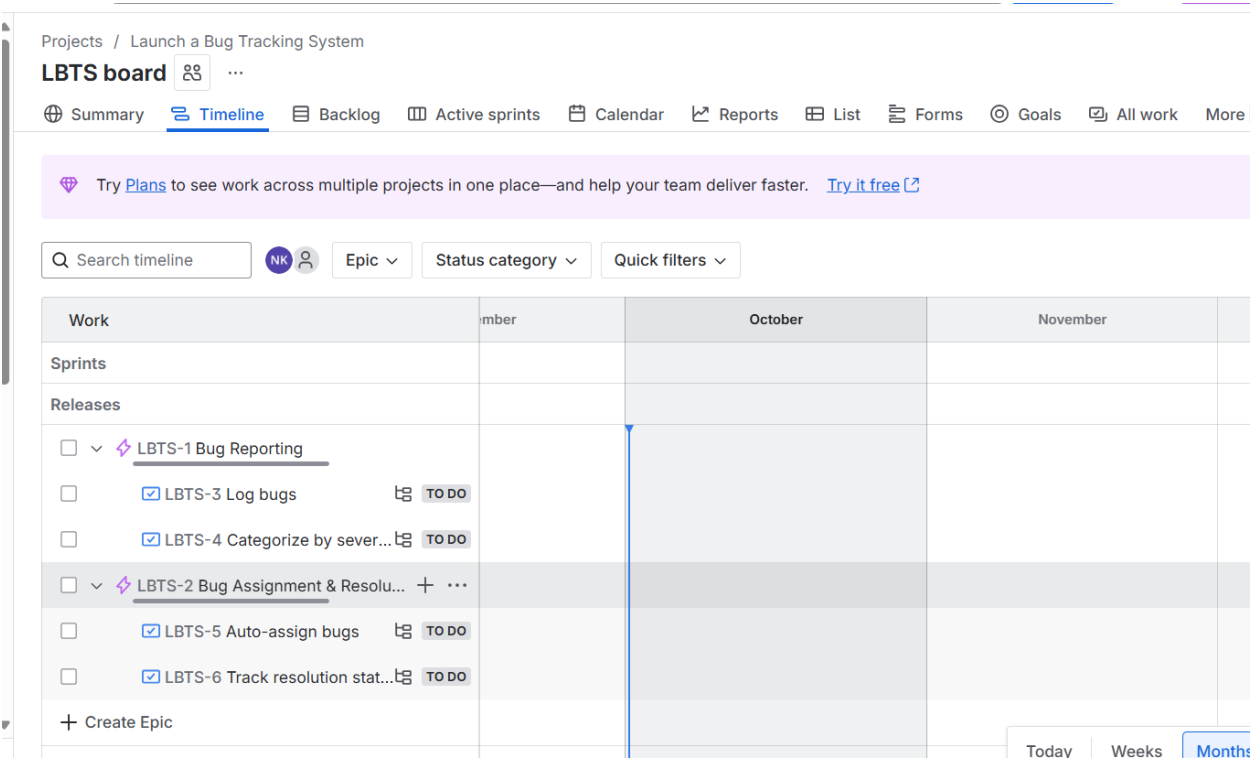 Projects / Launch a Bug Tracking System
LBTS board ...
Summary Timeline Backlog Active sprints Calendar Reports List Forms Goals All work More
Try Plans to see work across multiple projects in one place—and help your team deliver faster. Try it free
Search timeline NK Epic Status category Quick filters
Work ember October November
Sprints
Releases
LBTS-1 Bug Reporting
LBTS-3 Log bugs TO DO
LBTS-4 Categorize by sever... TO DO
LBTS-2 Bug Assignment & Resolu... + ...
LBTS-5 Auto-assign bugs TO DO
LBTS-6 Track resolution stat... TO DO
+ Create Epic
Today Weeks Months